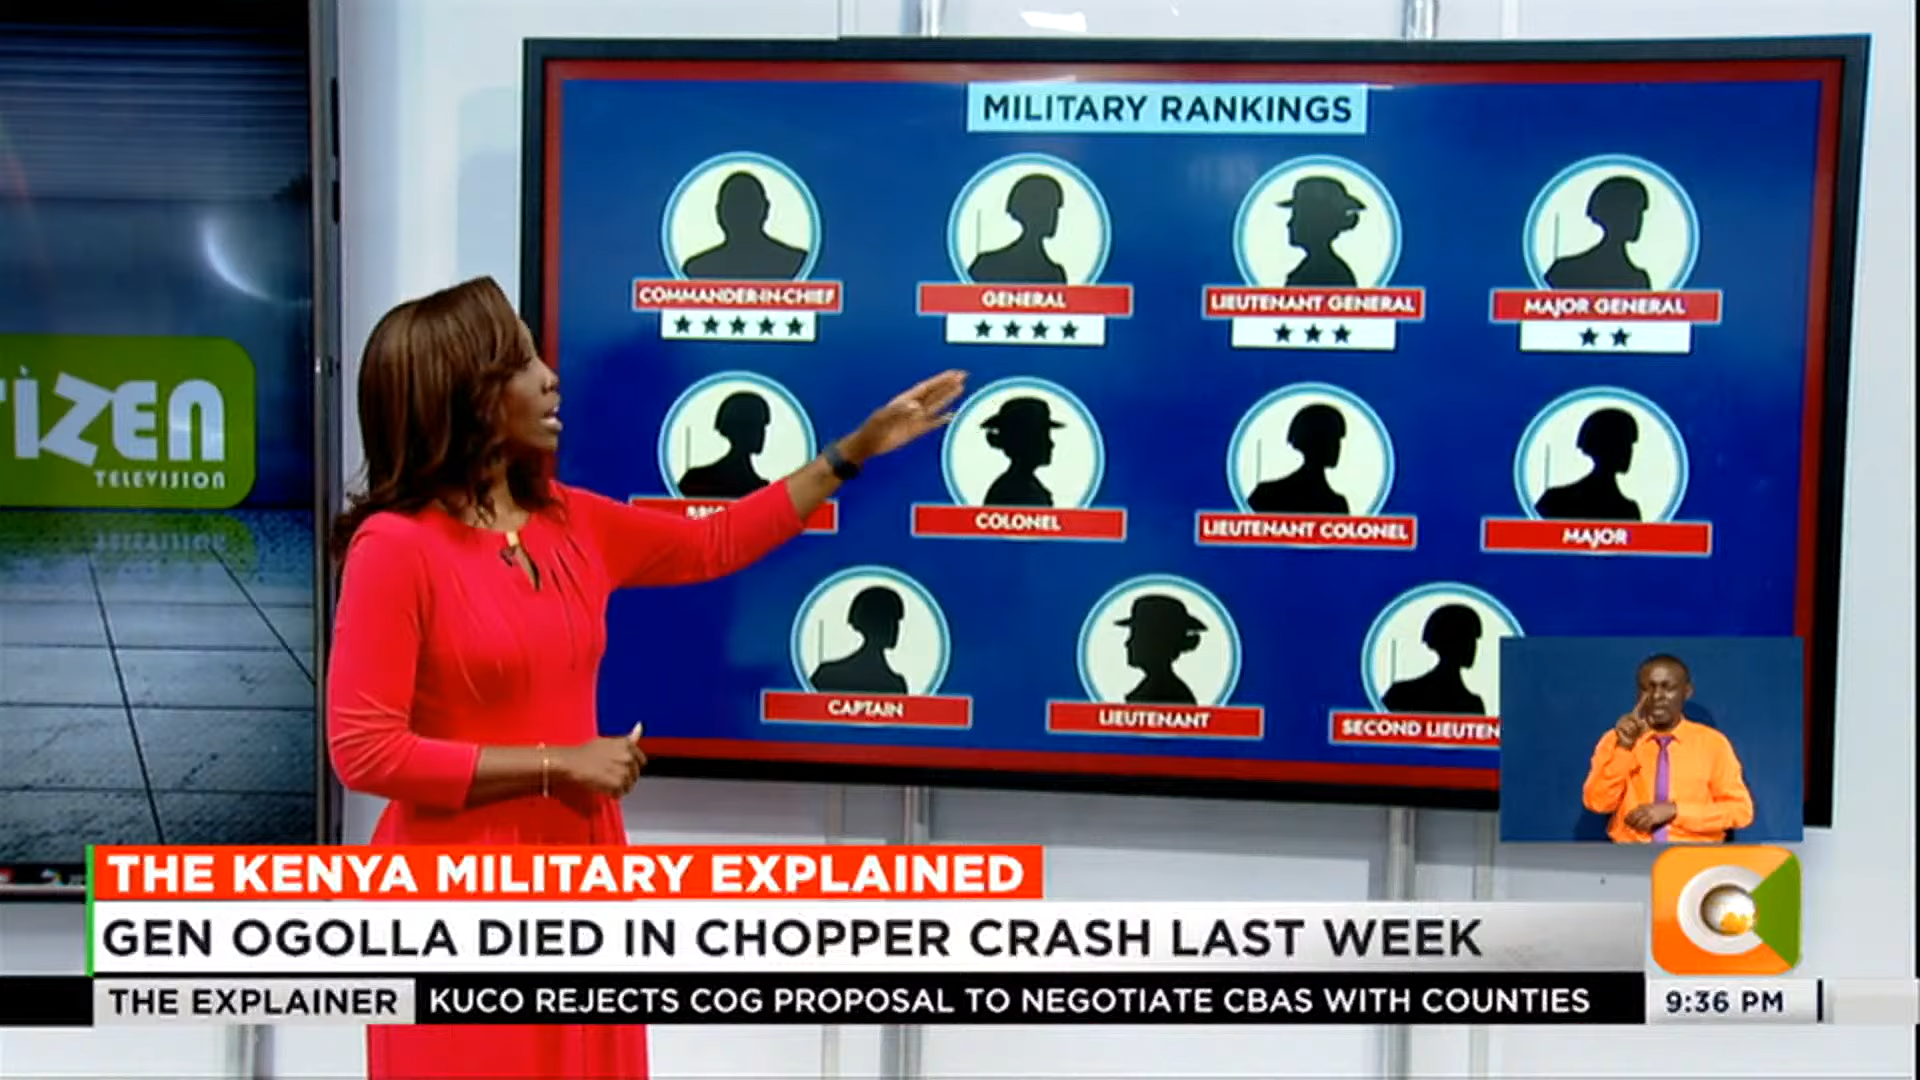 MILITARY RANKINGS
COMMANDER-IN-CHIEF
GENERAL
LIEUTENANT GENERAL
MAJOR GENERAL
COLONEL
LIEUTENANT COLONEL
MAJOR
CAPTAIN
LIEUTENANT
SECOND LIEUTEN
TIZEN
TELEVISION
THE KENYA MILITARY EXPLAINED
GEN OGOLLA DIED IN CHOPPER CRASH LAST WEEK
THE EXPLAINER
KUCO REJECTS COG PROPOSAL TO NEGOTIATE CBAS WITH COUNTIES
9:36 PM